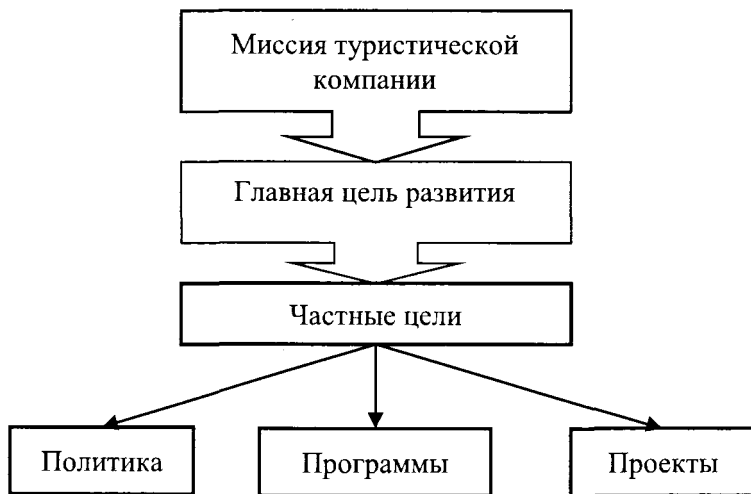 Миссия туристической
компании
Главная цель развития
Частные цели
Политика
Программы
Проекты